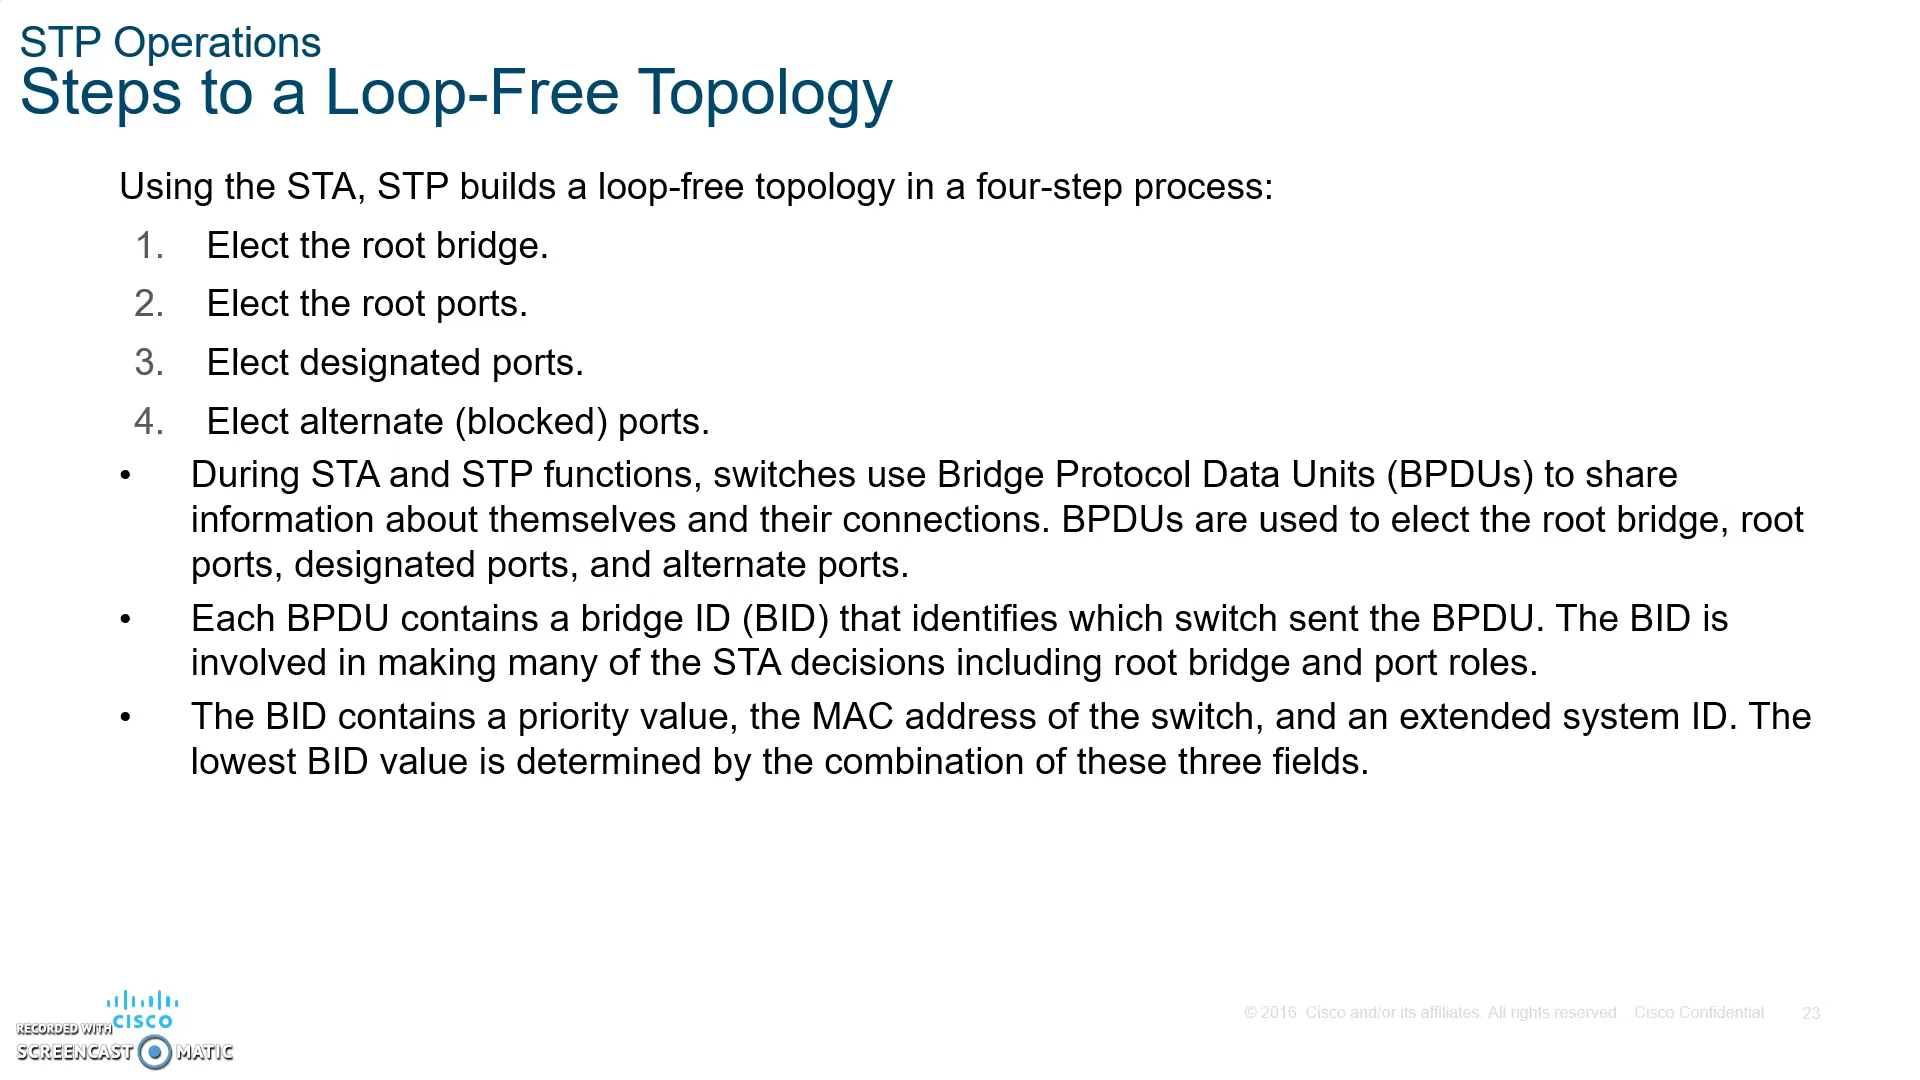 STP Operations
Steps to a Loop-Free Topology
Using the STA, STP builds a loop-free topology in a four-step process:
1. Elect the root bridge.
2. Elect the root ports.
3. Elect designated ports.
4. Elect alternate (blocked) ports.
• During STA and STP functions, switches use Bridge Protocol Data Units (BPDUs) to share
information about themselves and their connections. BPDUs are used to elect the root bridge, root
ports, designated ports, and alternate ports.
• Each BPDU contains a bridge ID (BID) that identifies which switch sent the BPDU. The BID is
involved in making many of the STA decisions including root bridge and port roles.
• The BID contains a priority value, the MAC address of the switch, and an extended system ID. The
lowest BID value is determined by the combination of these three fields.
CISCO
RECORDED WITH
SCREENCAST MATIC
© 2016 Cisco and/or its affiliates. All rights reserved. Cisco Confidential 23